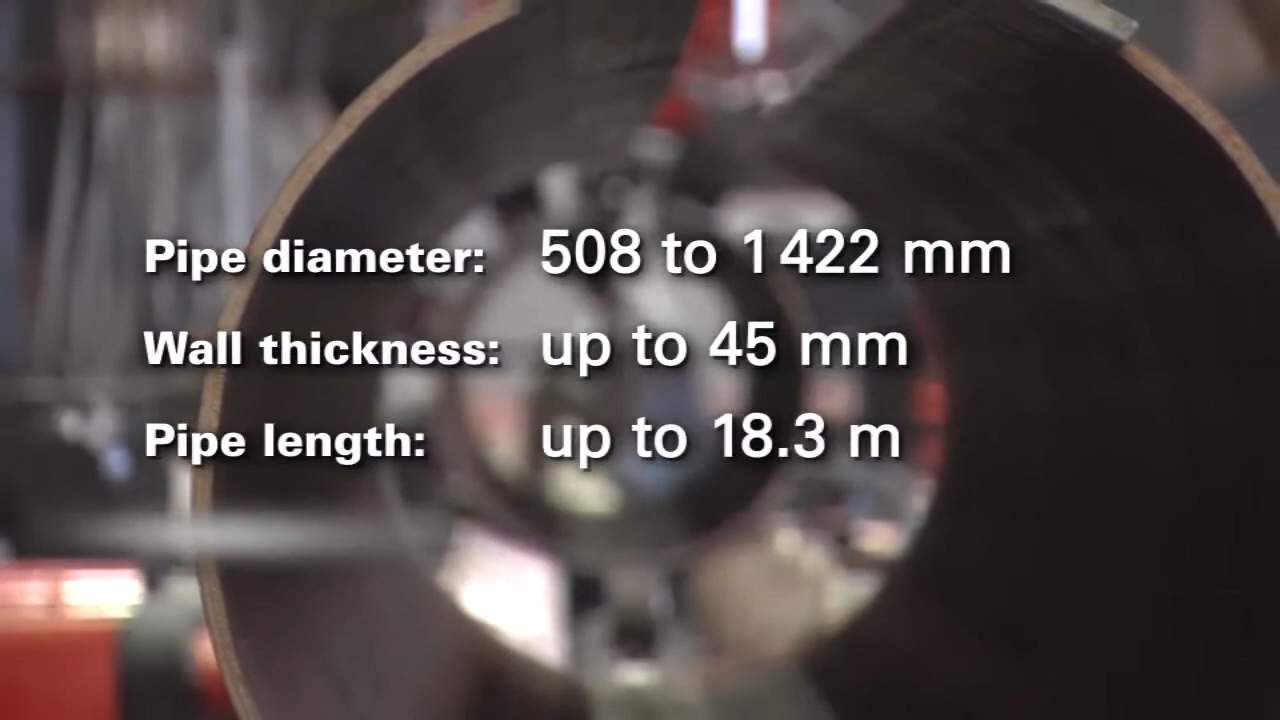 Pipe diameter: 508 to 1 422 mm
Wall thickness: up to 45 mm
Pipe length: up to 18.3 m